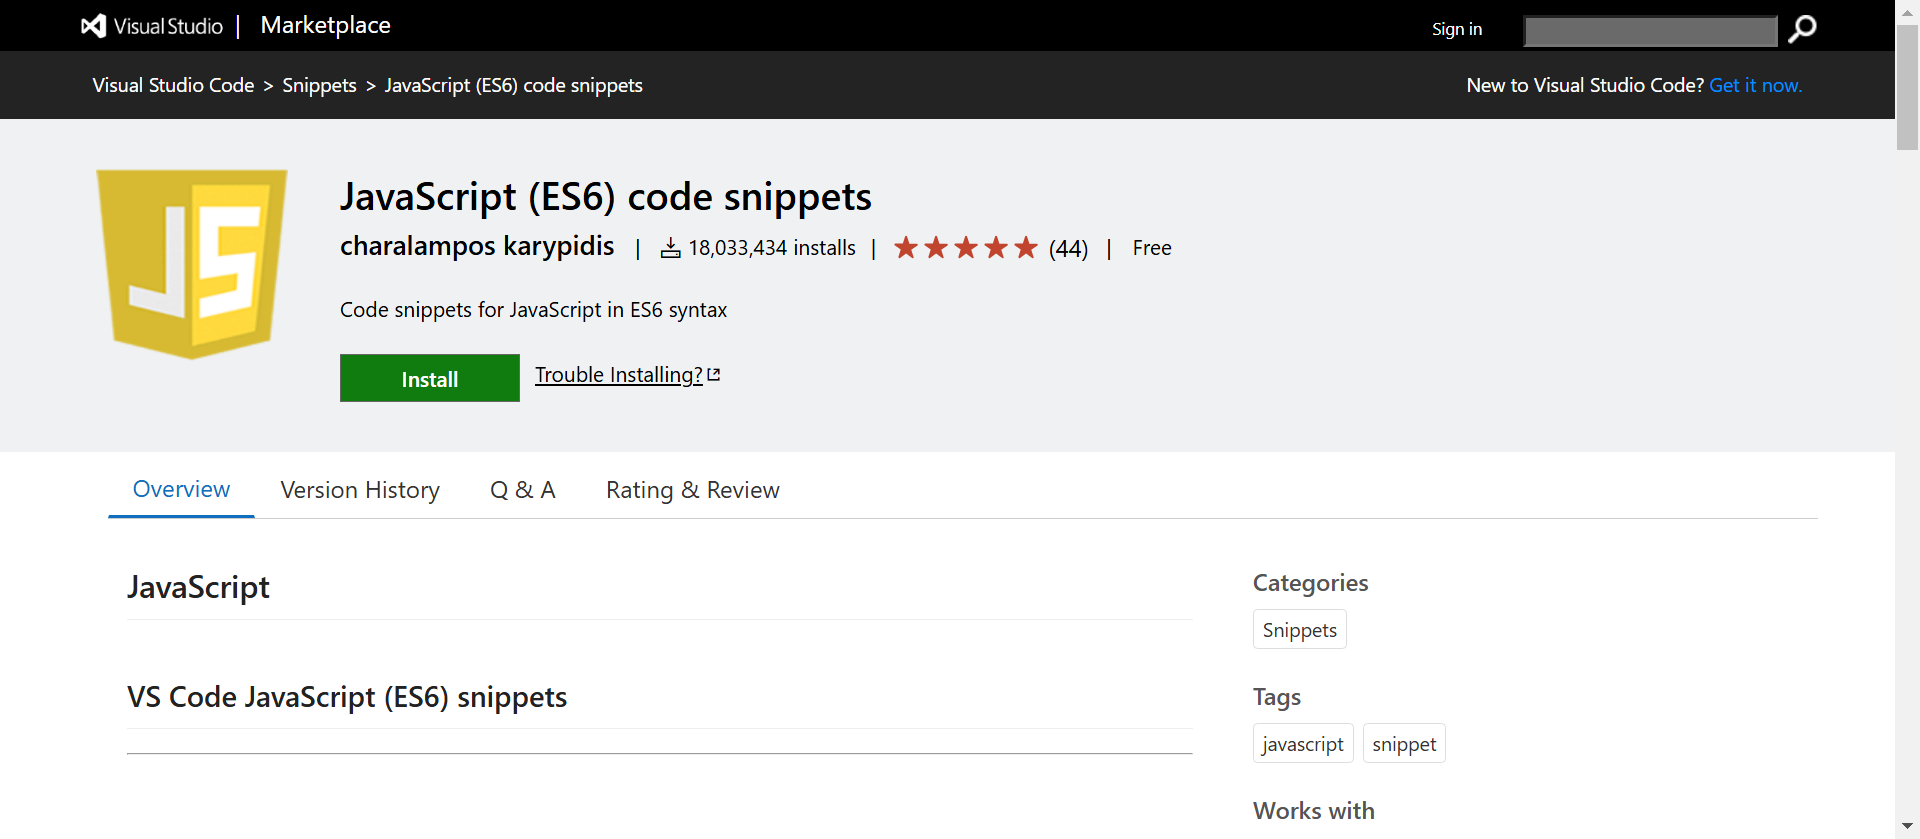 Visual Studio | Marketplace
Sign in
Visual Studio Code > Snippets > JavaScript (ES6) code snippets
New to Visual Studio Code? Get it now.
JS
JavaScript (ES6) code snippets
charalampos karypidis | 18,033,434 installs | (44) | Free
Code snippets for JavaScript in ES6 syntax
Install
Trouble Installing?
Overview
Version History
Q & A
Rating & Review
JavaScript
VS Code JavaScript (ES6) snippets
Categories
Snippets
Tags
javascript
snippet
Works with